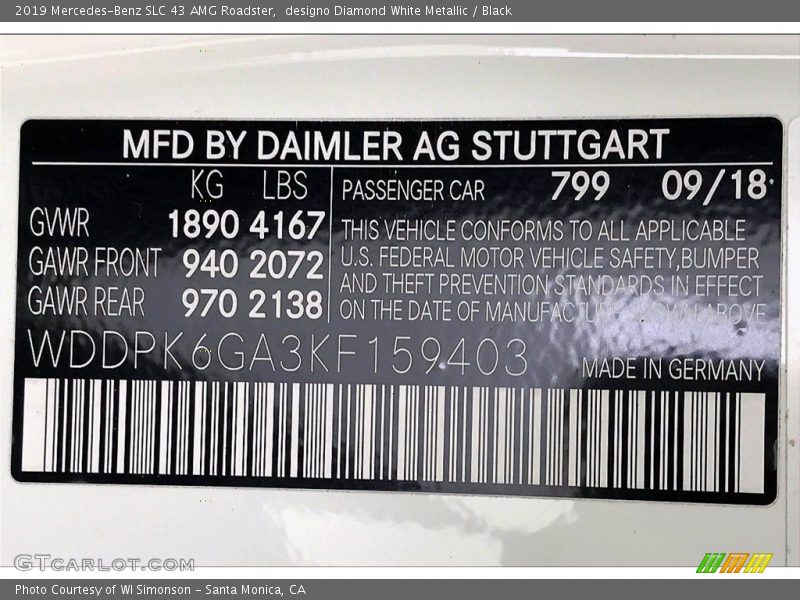 2019 Mercedes-Benz SLC 43 AMG Roadster,  designo Diamond White Metallic / Black
MFD BY DAIMLER AG STUTTGART
KG LBS
GVWR 1890 4167
GAWR FRONT 940 2072
GAWR REAR 970 2138
PASSENGER CAR 799 09/18
THIS VEHICLE CONFORMS TO ALL APPLICABLE
U.S. FEDERAL MOTOR VEHICLE SAFETY,BUMPER
AND THEFT PREVENTION STANDARDS IN EFFECT
ON THE DATE OF MANUFACTURE SHOWN ABOVE
WDDPK6GA3KF159403
MADE IN GERMANY
GTCARLOT.COM
Photo Courtesy of WI Simonson - Santa Monica, CA